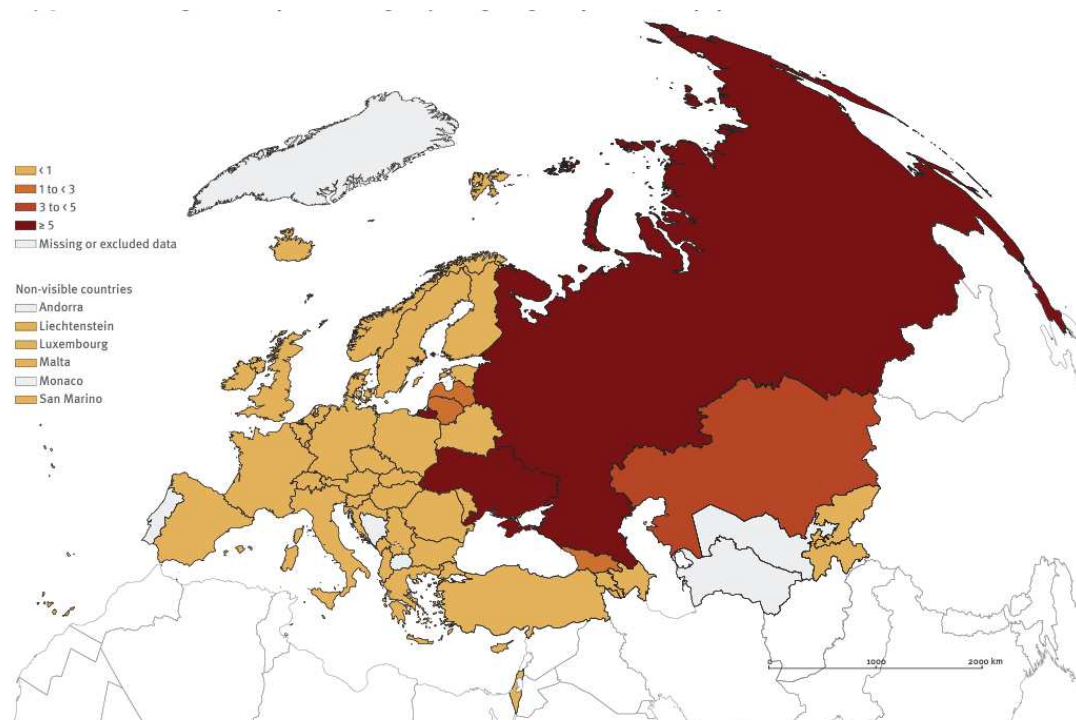 < 1
1 to < 3
3 to < 5
≥ 5
Missing or excluded data
Non-visible countries
Andorra
Liechtenstein
Luxembourg
Malta
Monaco
San Marino
0 1000 2000 km